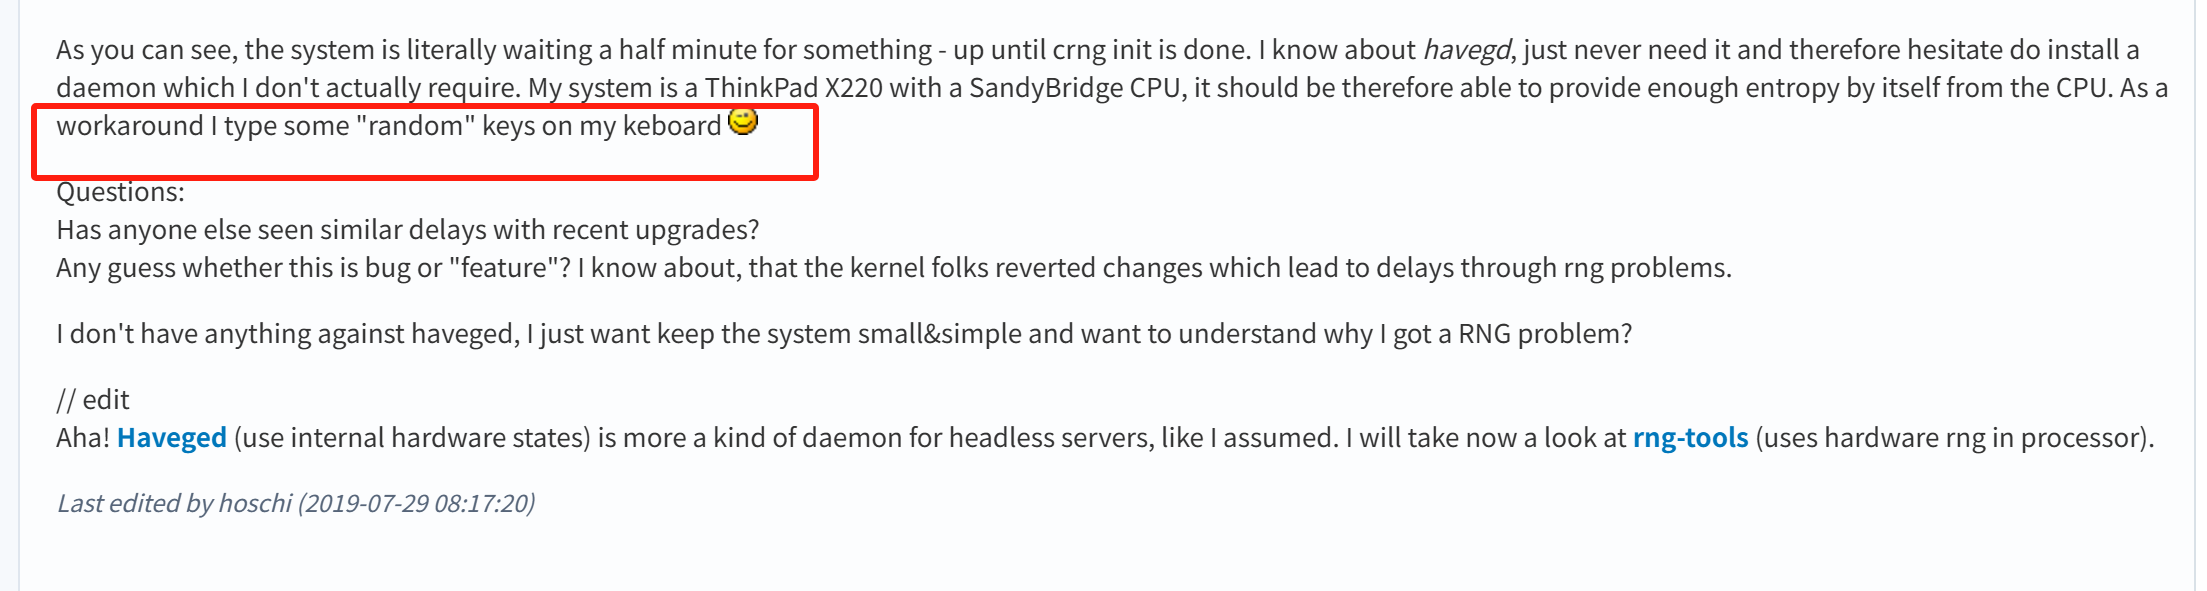 As you can see, the system is literally waiting a half minute for something - up until crng init is done. I know about havegd, just never need it and therefore hesitate do install a
daemon which I don't actually require. My system is a ThinkPad X220 with a SandyBridge CPU, it should be therefore able to provide enough entropy by itself from the CPU. As a
workaround I type some "random" keys on my keboard
Questions:
Has anyone else seen similar delays with recent upgrades?
Any guess whether this is bug or "feature"? I know about, that the kernel folks reverted changes which lead to delays through rng problems.
I don't have anything against haveged, I just want keep the system small&simple and want to understand why I got a RNG problem?
// edit
Aha! Haveged (use internal hardware states) is more a kind of daemon for headless servers, like I assumed. I will take now a look at rng-tools (uses hardware rng in processor).
Last edited by hoschi (2019-07-29 08:17:20)